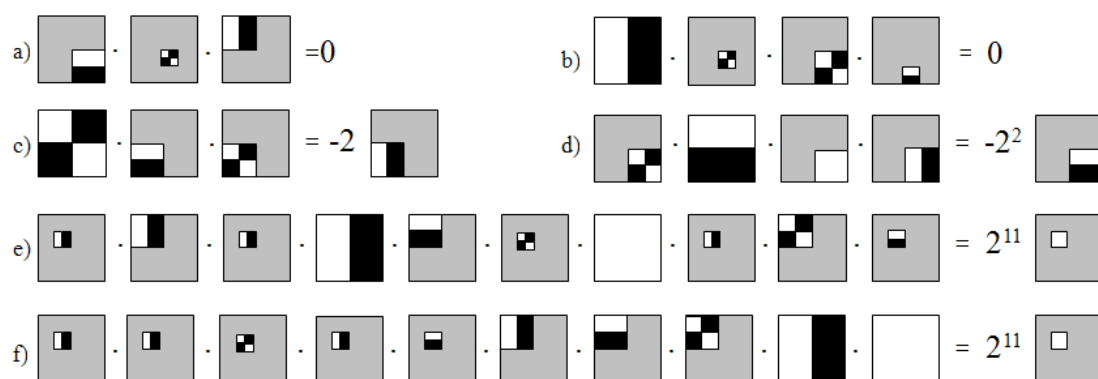 a) · · =0
b) · · · = 0
c) · · = -2
d) · · · = -2²
e) · · · · · · · · · = 2¹¹
f) · · · · · · · · · = 2¹¹